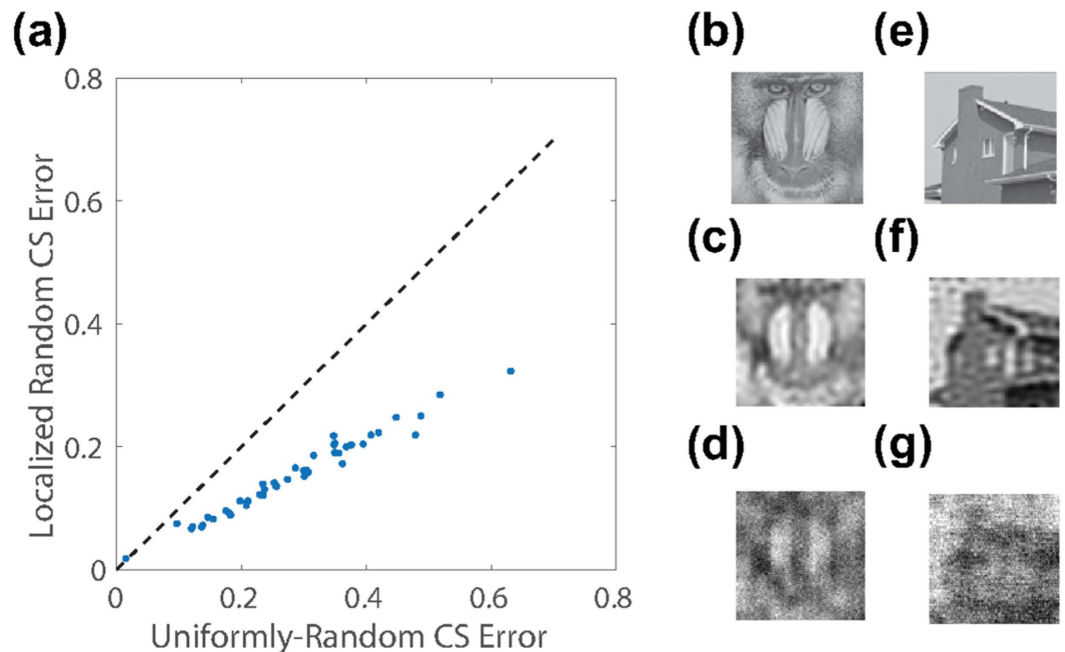 (a)
0.8
0.6
0.4
0.2
0
0
0.2
0.4
0.6
0.8
Localized Random CS Error
Uniformly-Random CS Error
(b)
(e)
(c)
(f)
(d)
(g)